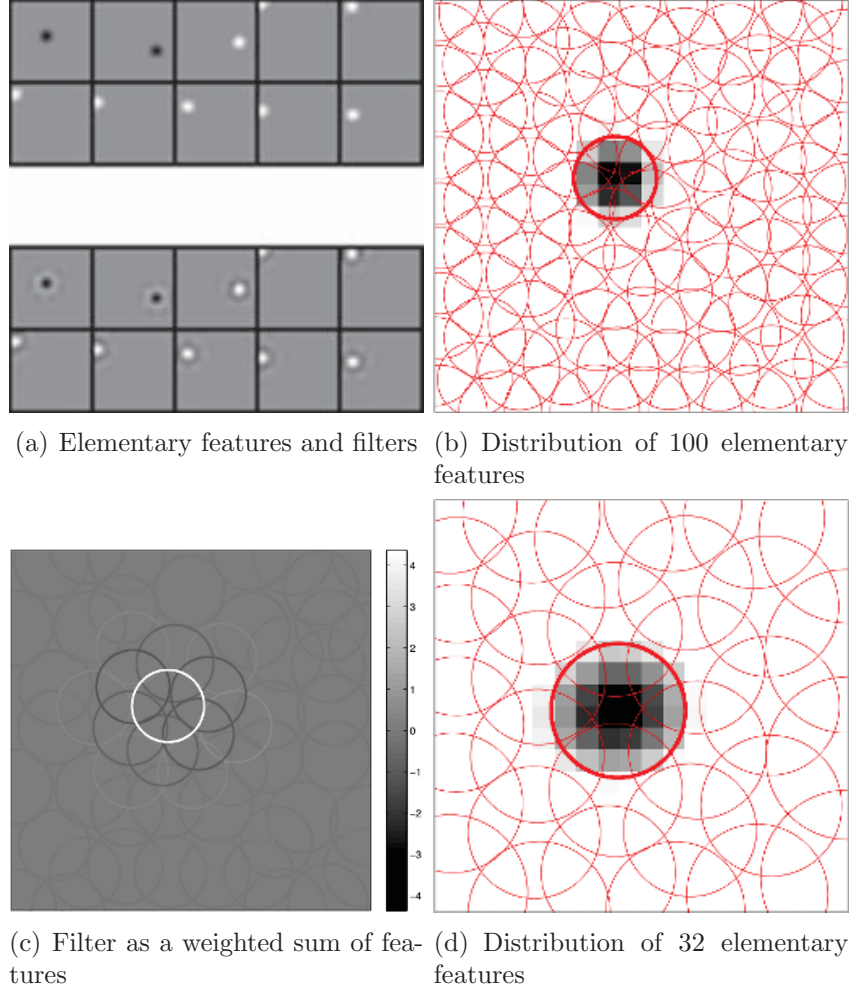 (a) Elementary features and filters
(b) Distribution of 100 elementary
features
4
3
2
1
0
−1
−2
−3
−4
(c) Filter as a weighted sum of fea-
tures
(d) Distribution of 32 elementary
features